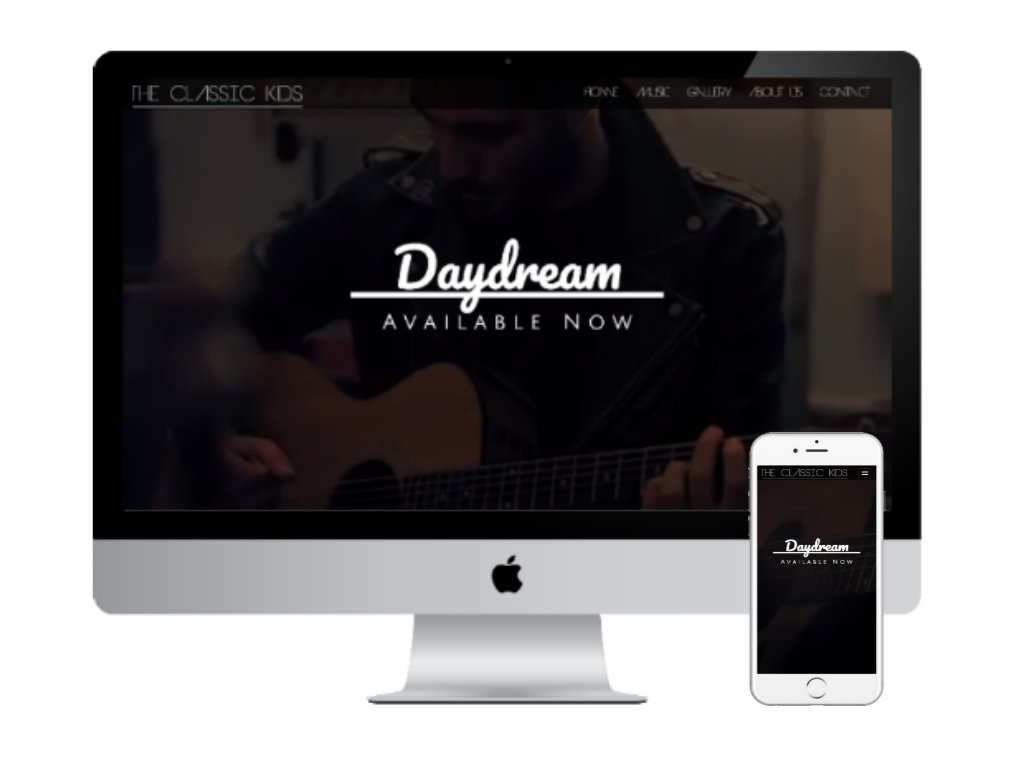 THE CLASSIC KIDS
HOME MUSIC GALLERY ABOUT US CONTACT
Daydream
AVAILABLE NOW
THE CLASSIC KIDS
Daydream
AVAILABLE NOW